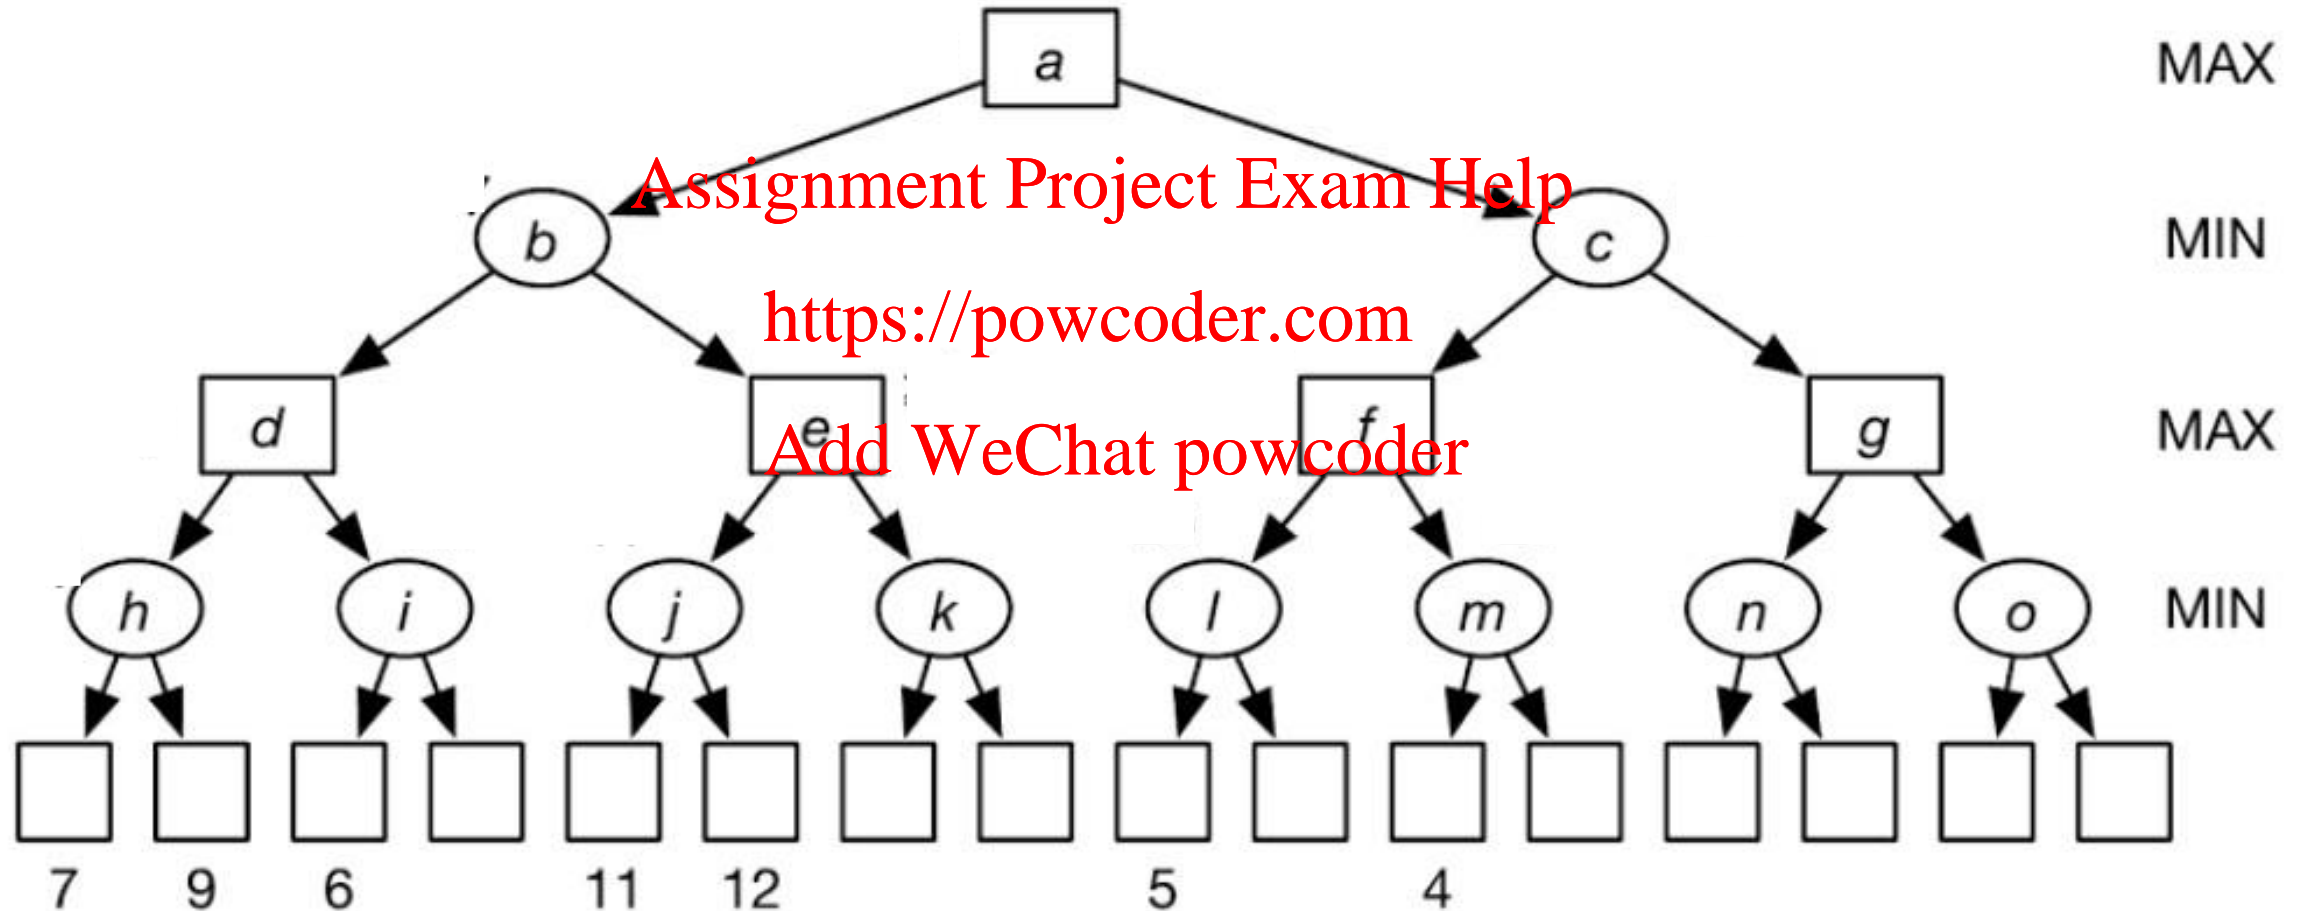 a MAX
Assignment Project Exam Help
b c MIN
https://powcoder.com
d e f g MAX
Add WeChat powcoder
h i j k l m n o MIN
7 9 6 11 12 5 4